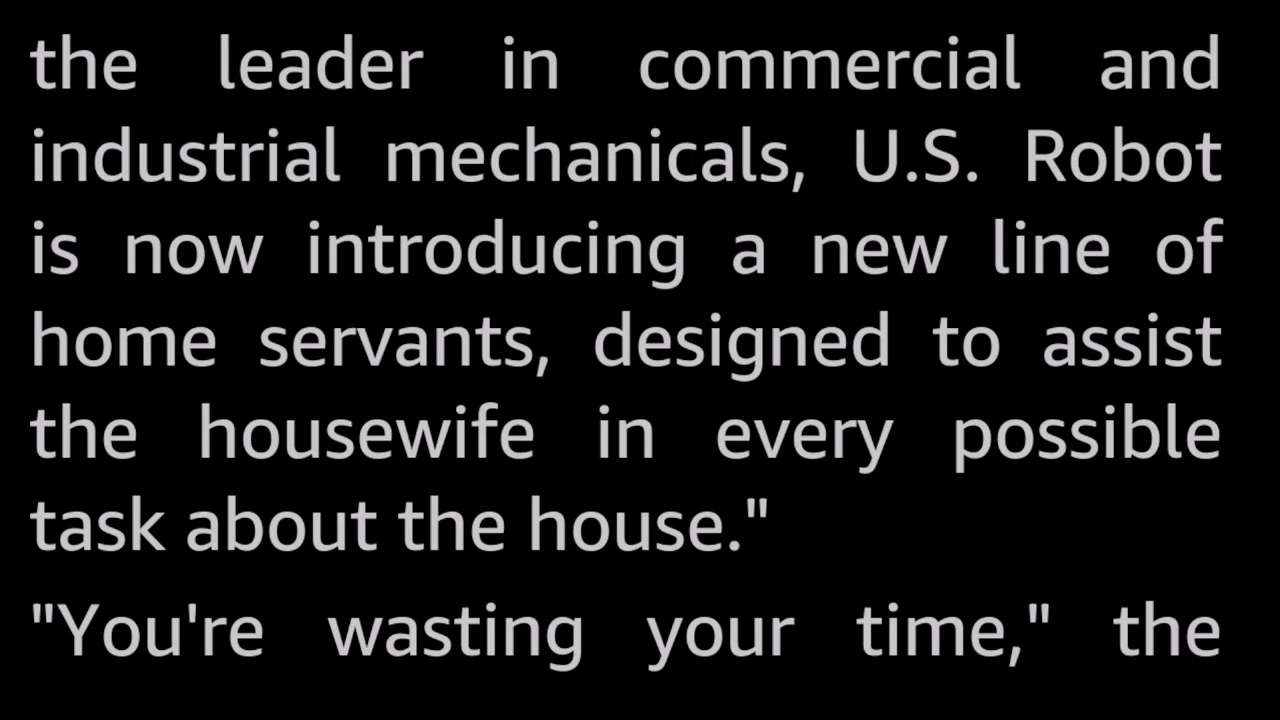 the leader in commercial and
industrial mechanicals, U.S. Robot
is now introducing a new line of
home servants, designed to assist
the housewife in every possible
task about the house."
"You're wasting your time," the